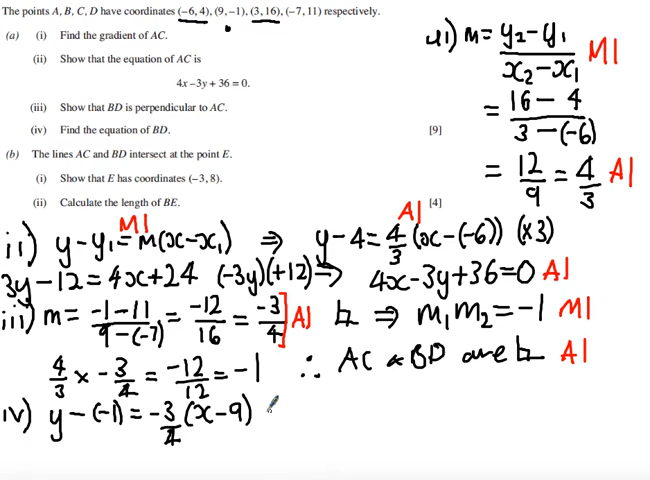 The points A, B, C, D have coordinates (−6, 4), (9, −1), (3, 16), (−7, 11) respectively.
(a) (i) Find the gradient of AC.
(ii) Show that the equation of AC is
4x − 3y + 36 = 0.
(iii) Show that BD is perpendicular to AC.
(iv) Find the equation of BD. [9]
(b) The lines AC and BD intersect at the point E.
(i) Show that E has coordinates (−3, 8).
(ii) Calculate the length of BE. [4]
i) m = y₂ − y₁ / x₂ − x₁ M1
= 16 − 4 / 3 − (−6)
= 12/9 = 4/3 A1
ii) y − y₁ = m(x − x₁) M1 ⇒ y − 4 = 4/3 (x − (−6)) A1 (×3)
3y − 12 = 4x + 24 (−3y)(+12) ⇒ 4x − 3y + 36 = 0 A1
iii) m = −1 − 11 / 9 − (−7) = −12/16 = −3/4 ] A1 ⊾ ⇒ m₁m₂ = −1 M1
4/3 × −3/4 = −12/12 = −1 ∴ AC & BD are ⊾ A1
iv) y − (−1) = −3/4 (x − 9)